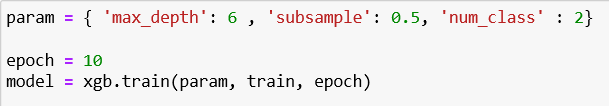 param = { 'max_depth': 6 , 'subsample': 0.5, 'num_class' : 2}
epoch = 10
model = xgb.train(param, train, epoch)